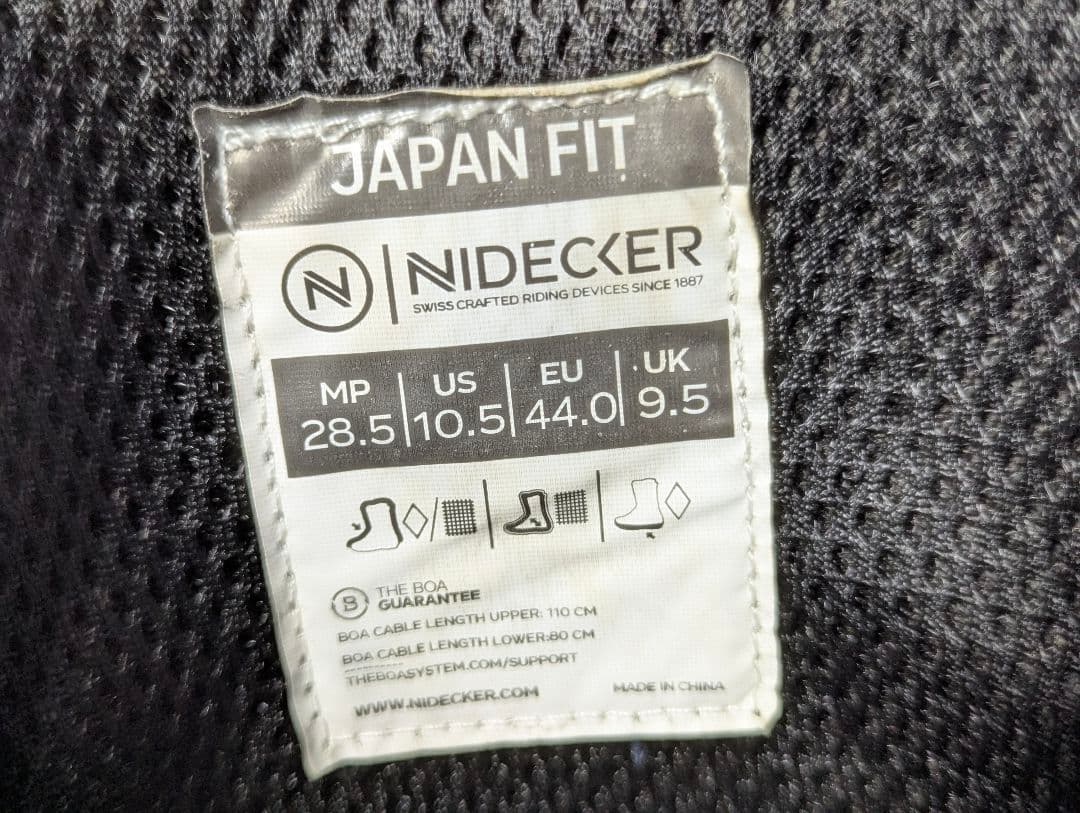 JAPAN FIT
N NIDECKER
SWISS CRAFTED RIDING DEVICES SINCE 1887
MP US EU UK
28.5 10.5 44.0 9.5
B THE BOA
GUARANTEE
BOA CABLE LENGTH UPPER: 110 CM
BOA CABLE LENGTH LOWER:80 CM
THEBOASYSTEM.COM/SUPPORT
WWW.NIDECKER.COM MADE IN CHINA